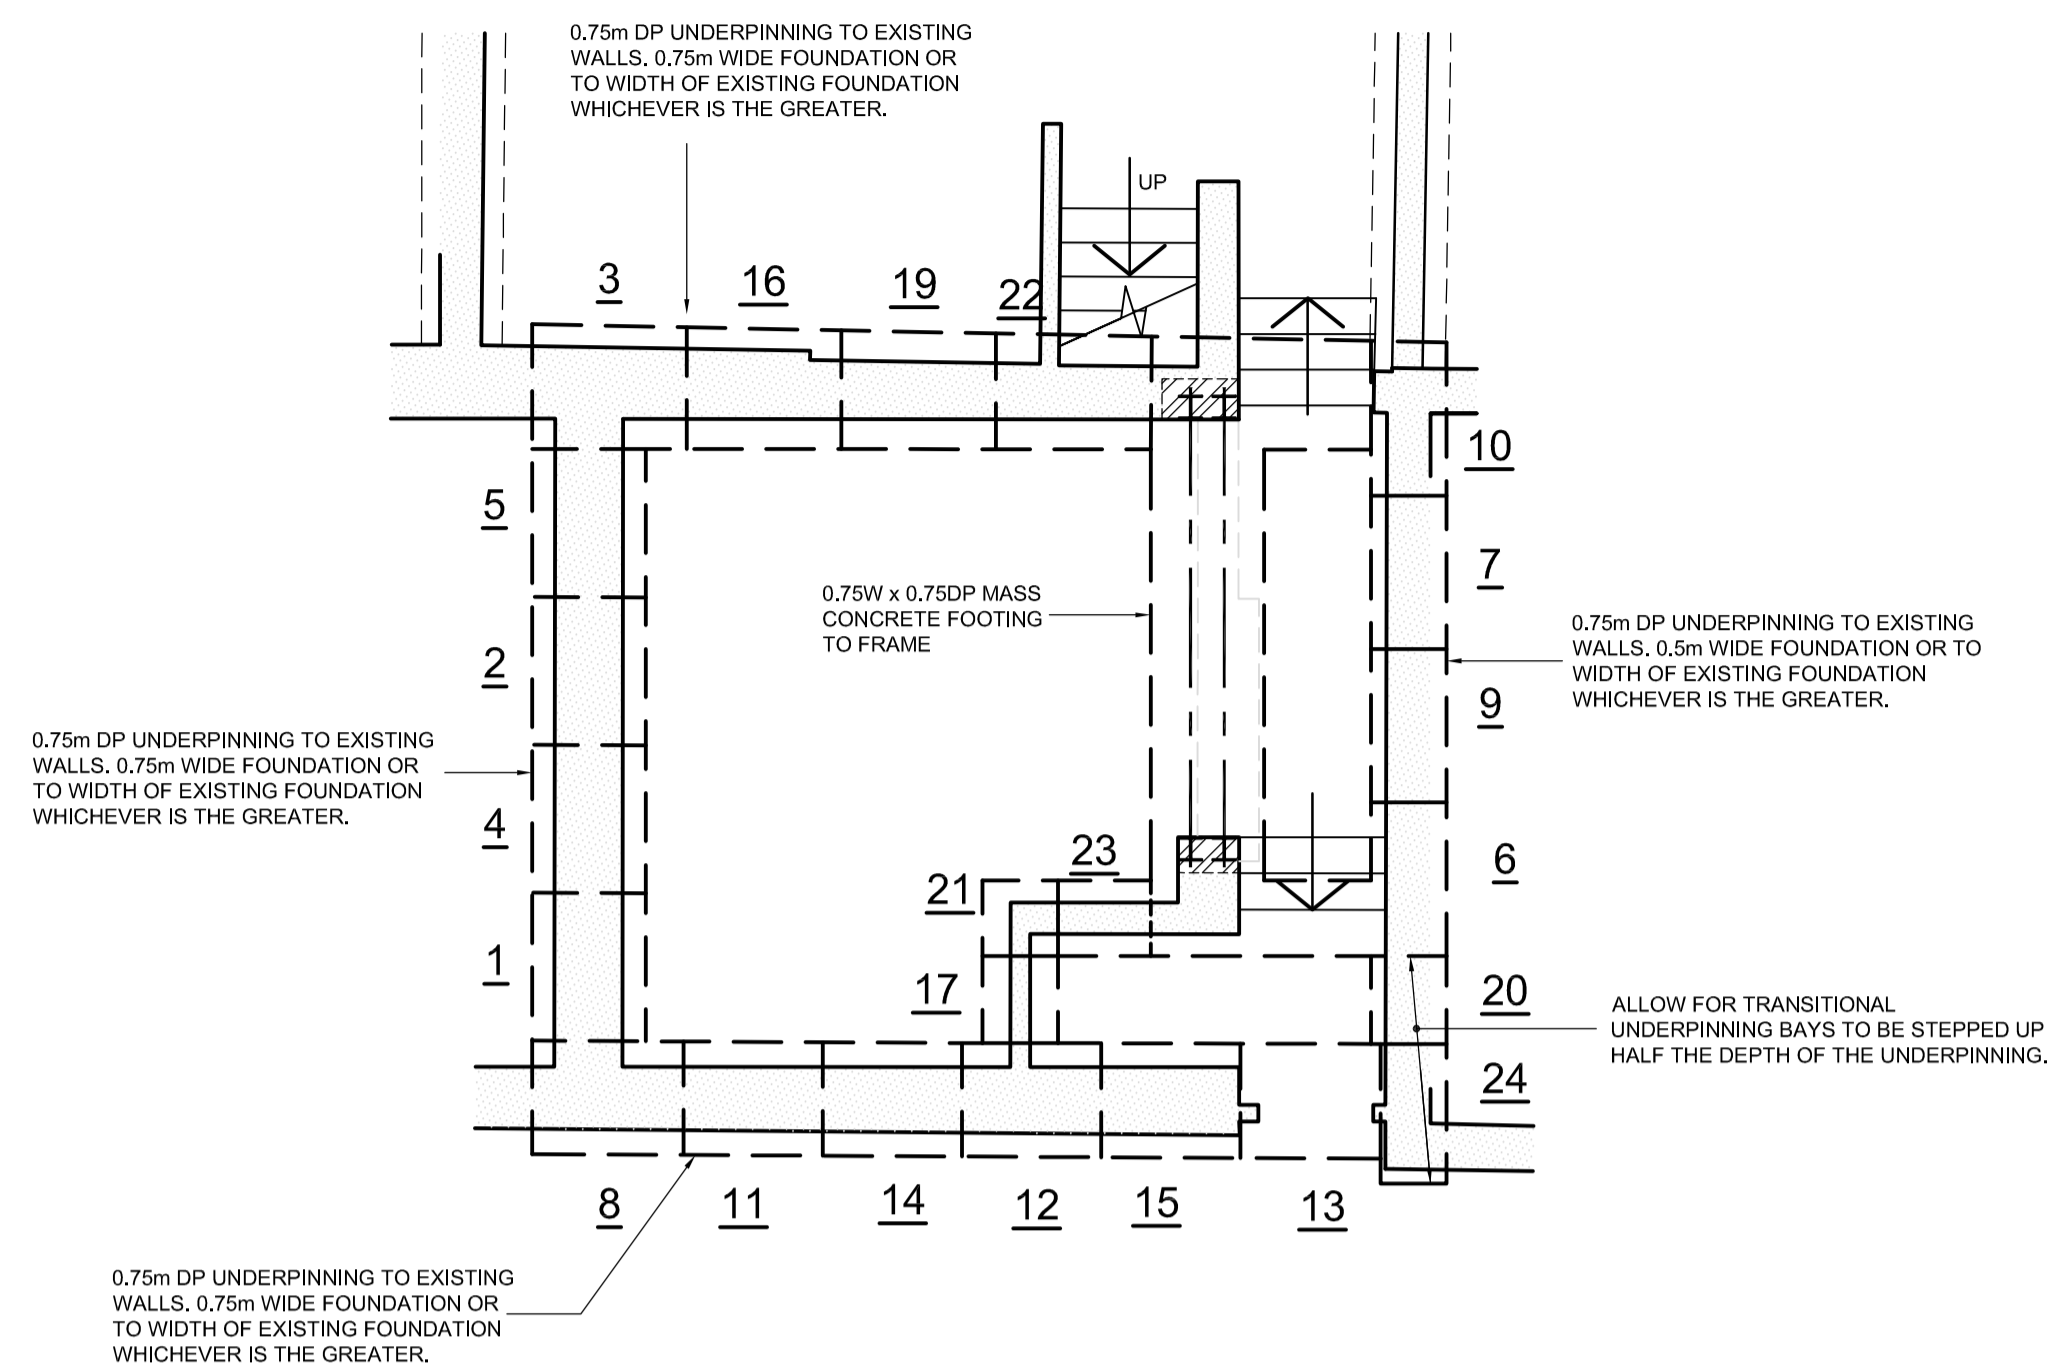 0.75m DP UNDERPINNING TO EXISTING
WALLS. 0.75m WIDE FOUNDATION OR
TO WIDTH OF EXISTING FOUNDATION
WHICHEVER IS THE GREATER.
UP
3
16
19
22
10
5
7
0.75W x 0.75DP MASS
CONCRETE FOOTING
TO FRAME
0.75m DP UNDERPINNING TO EXISTING
WALLS. 0.5m WIDE FOUNDATION OR TO
WIDTH OF EXISTING FOUNDATION
WHICHEVER IS THE GREATER.
2
9
0.75m DP UNDERPINNING TO EXISTING
WALLS. 0.75m WIDE FOUNDATION OR
TO WIDTH OF EXISTING FOUNDATION
WHICHEVER IS THE GREATER.
4
23
6
21
1
17
20
ALLOW FOR TRANSITIONAL
UNDERPINNING BAYS TO BE STEPPED UP
HALF THE DEPTH OF THE UNDERPINNING.
24
8
11
14
12
15
13
0.75m DP UNDERPINNING TO EXISTING
WALLS. 0.75m WIDE FOUNDATION OR
TO WIDTH OF EXISTING FOUNDATION
WHICHEVER IS THE GREATER.